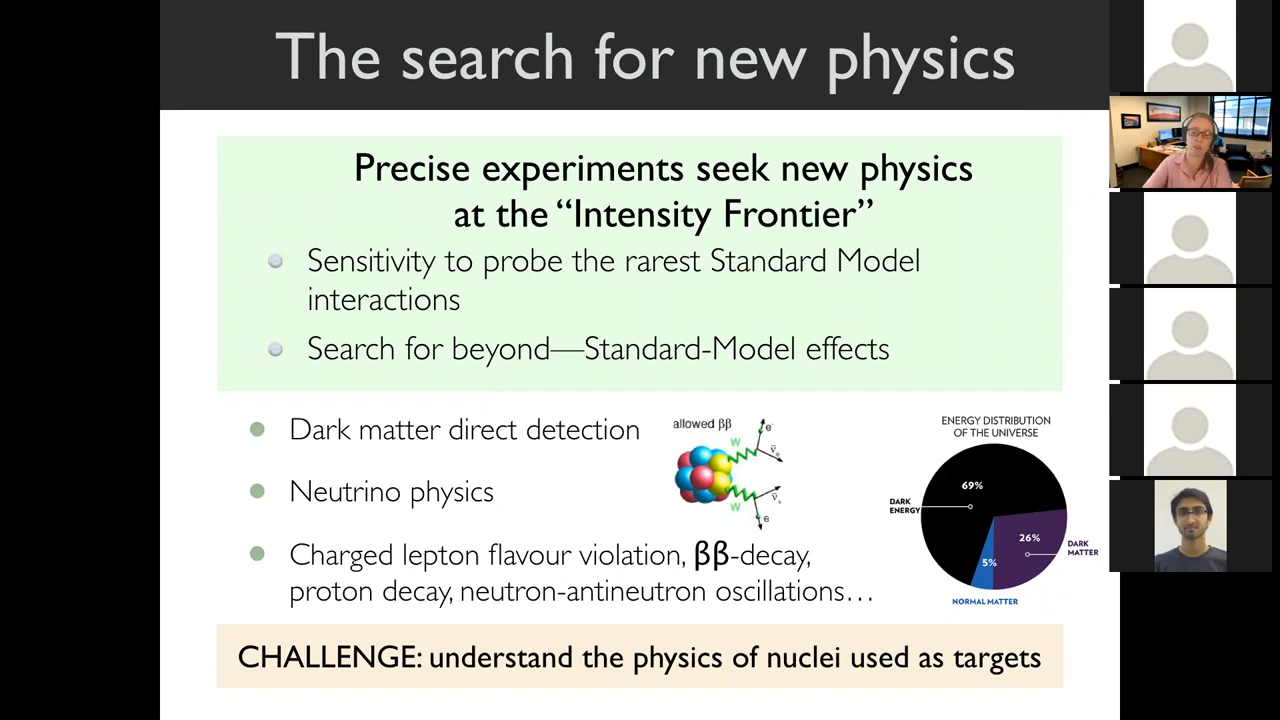 The search for new physics
Precise experiments seek new physics
at the “Intensity Frontier”
Sensitivity to probe the rarest Standard Model
interactions
Search for beyond—Standard-Model effects
Dark matter direct detection
Neutrino physics
Charged lepton flavour violation, ββ-decay,
proton decay, neutron-antineutron oscillations…
allowed ββ
W
W
ENERGY DISTRIBUTION
OF THE UNIVERSE
69%
DARK
ENERGY
26%
DARK
MATTER
5%
NORMAL MATTER
CHALLENGE: understand the physics of nuclei used as targets